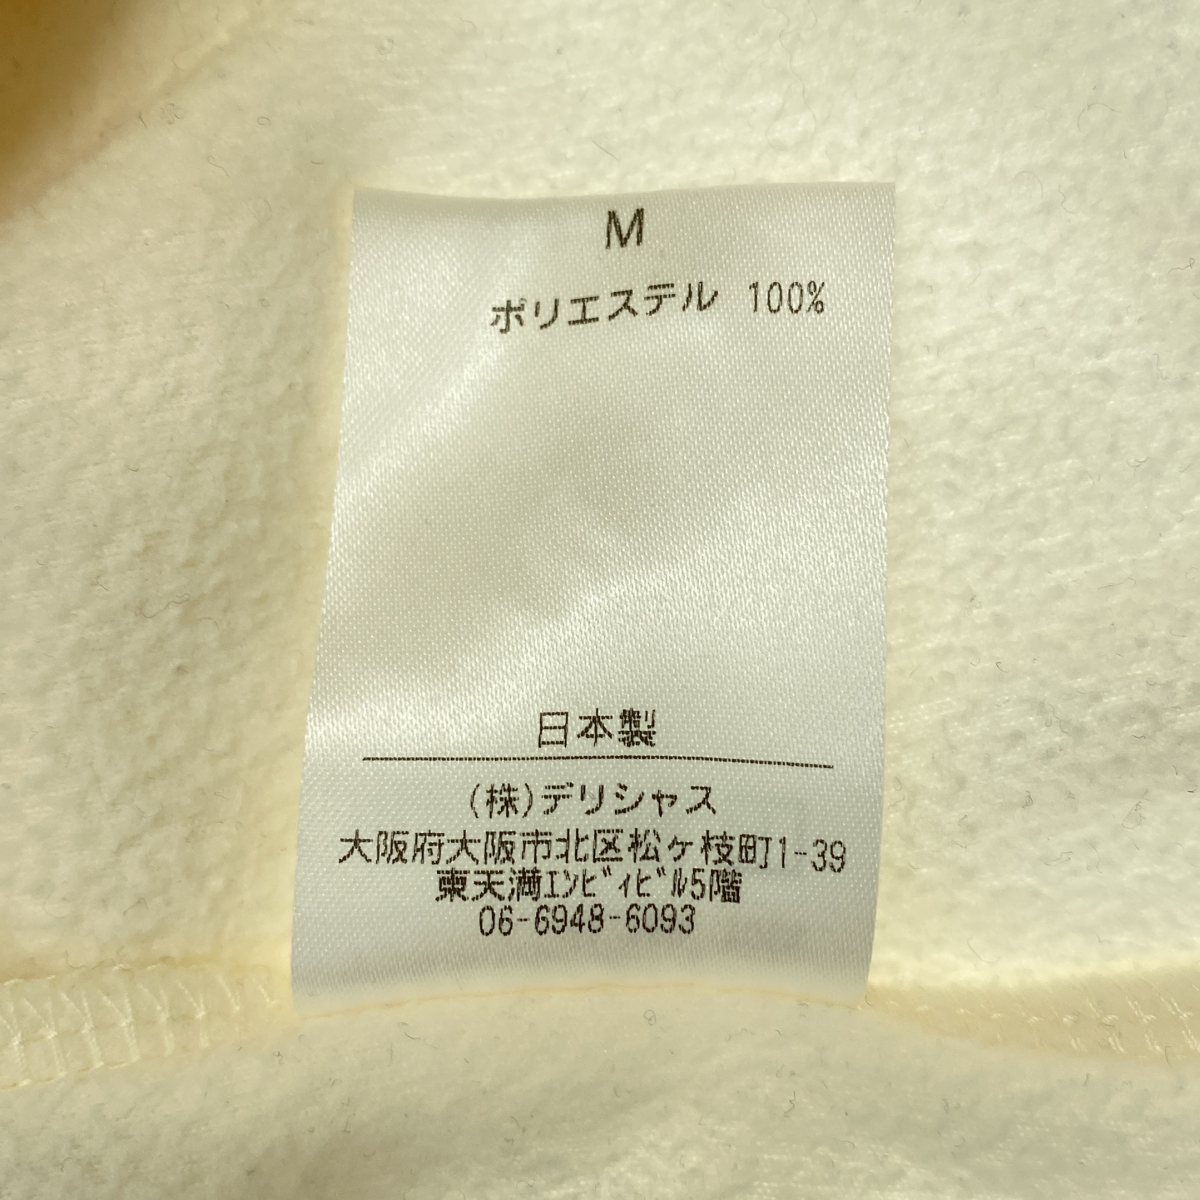 M
ポリエステル 100%
日本製
(株)デリシャス
大阪府大阪市北区松ヶ枝町1-39
東天満ｴﾝﾋﾞｨﾋﾞﾙ5階
06-6948-6093